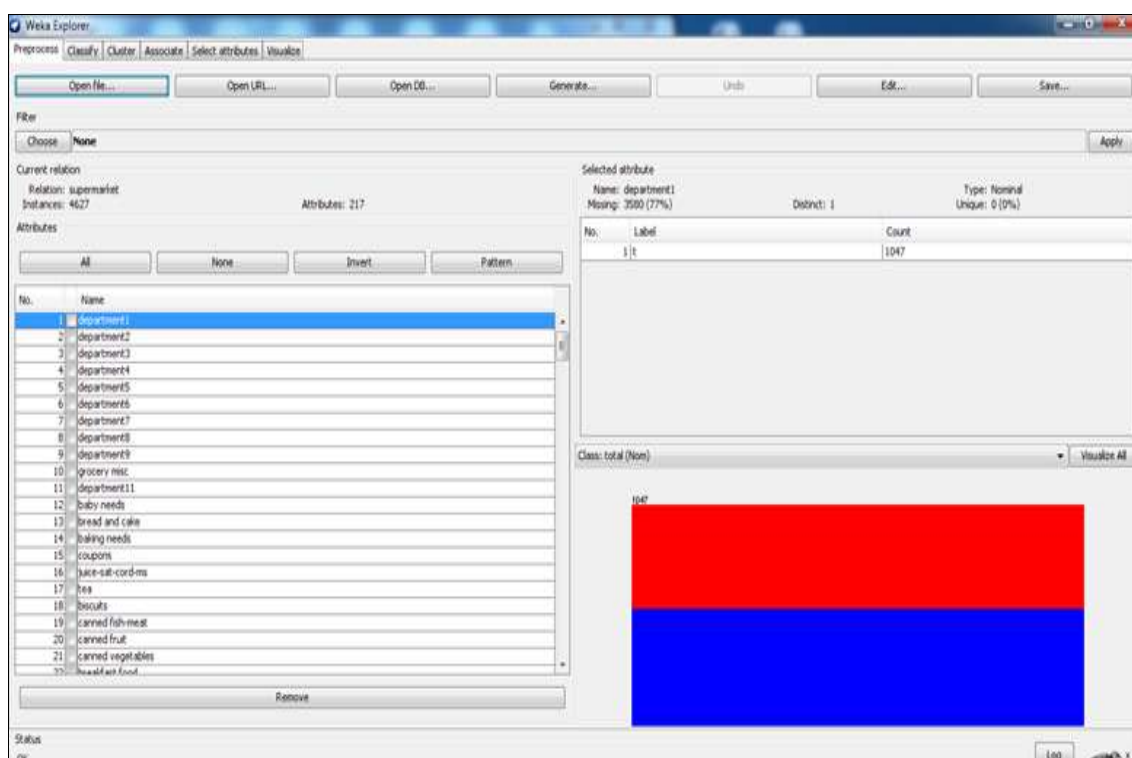 Weka Explorer
Preprocess Classify Cluster Associate Select attributes Visualize
Open file... Open URL... Open DB... Generate... Undo Edit... Save...
Filter
Choose None Apply
Current relation
Relation: supermarket
Instances: 4627 Attributes: 217
Attributes
All None Invert Pattern
No. Name
1 department1
2 department2
3 department3
4 department4
5 department5
6 department6
7 department7
8 department8
9 department9
10 grocery misc
11 department11
12 baby needs
13 bread and cake
14 baking needs
15 coupons
16 juice-sat-cord-ms
17 tea
18 biscuits
19 canned fish-meat
20 canned fruit
21 canned vegetables
22 breakfast food
Remove
Selected attribute
Name: department1 Type: Nominal
Missing: 3580 (77%) Distinct: 1 Unique: 0 (0%)
No. Label Count
1 t 1047
Class: total (Nom) Visualize All
1047
Status
OK
Log